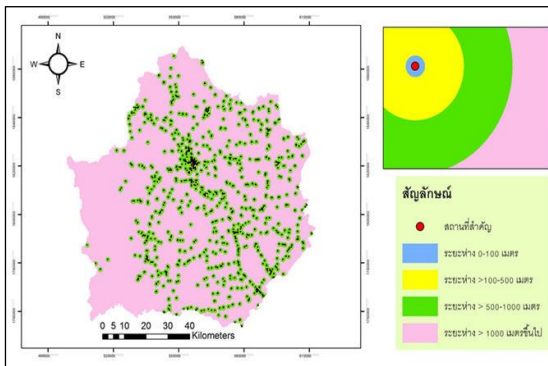 N
W E
S
0 5 10 20 30 40
Kilometers
สัญลักษณ์
สถานที่สำคัญ
ระยะห่าง 0-100 เมตร
ระยะห่าง >100-500 เมตร
ระยะห่าง > 500-1000 เมตร
ระยะห่าง > 1000 เมตรขึ้นไป